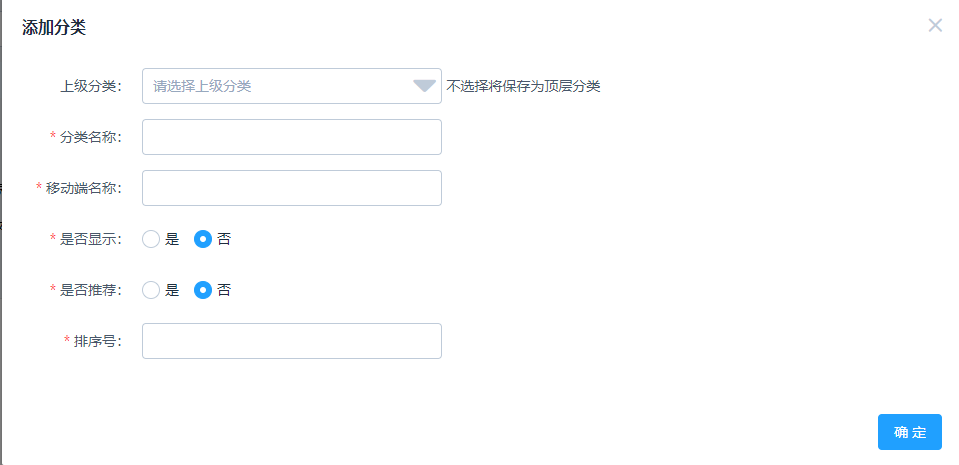 添加分类
上级分类： 请选择上级分类 不选择将保存为顶层分类
* 分类名称：
* 移动端名称：
* 是否显示： 是 否
* 是否推荐： 是 否
* 排序号：
确 定